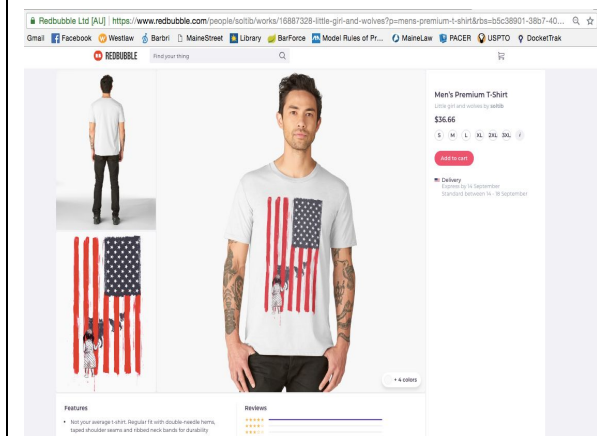 Redbubble Ltd [AU] | https://www.redbubble.com/people/soltib/works/16887328-little-girl-and-wolves?p=mens-premium-t-shirt&rbs=b5c38901-38b7-40...
Gmail Facebook Westlaw Barbri MaineStreet Library BarForce Model Rules of Pr... MaineLaw PACER USPTO DocketTrak
RB REDBUBBLE Find your thing
Men's Premium T-Shirt
Little girl and wolves by soltib
$36.66
S M L XL 2XL 3XL i
Add to cart
Delivery
Express by 14 September
Standard between 14 - 18 September
+ 4 colors
Features
Not your average t-shirt. Regular fit with double-needle hems,
taped shoulder seams and ribbed neck bands for durability
Reviews